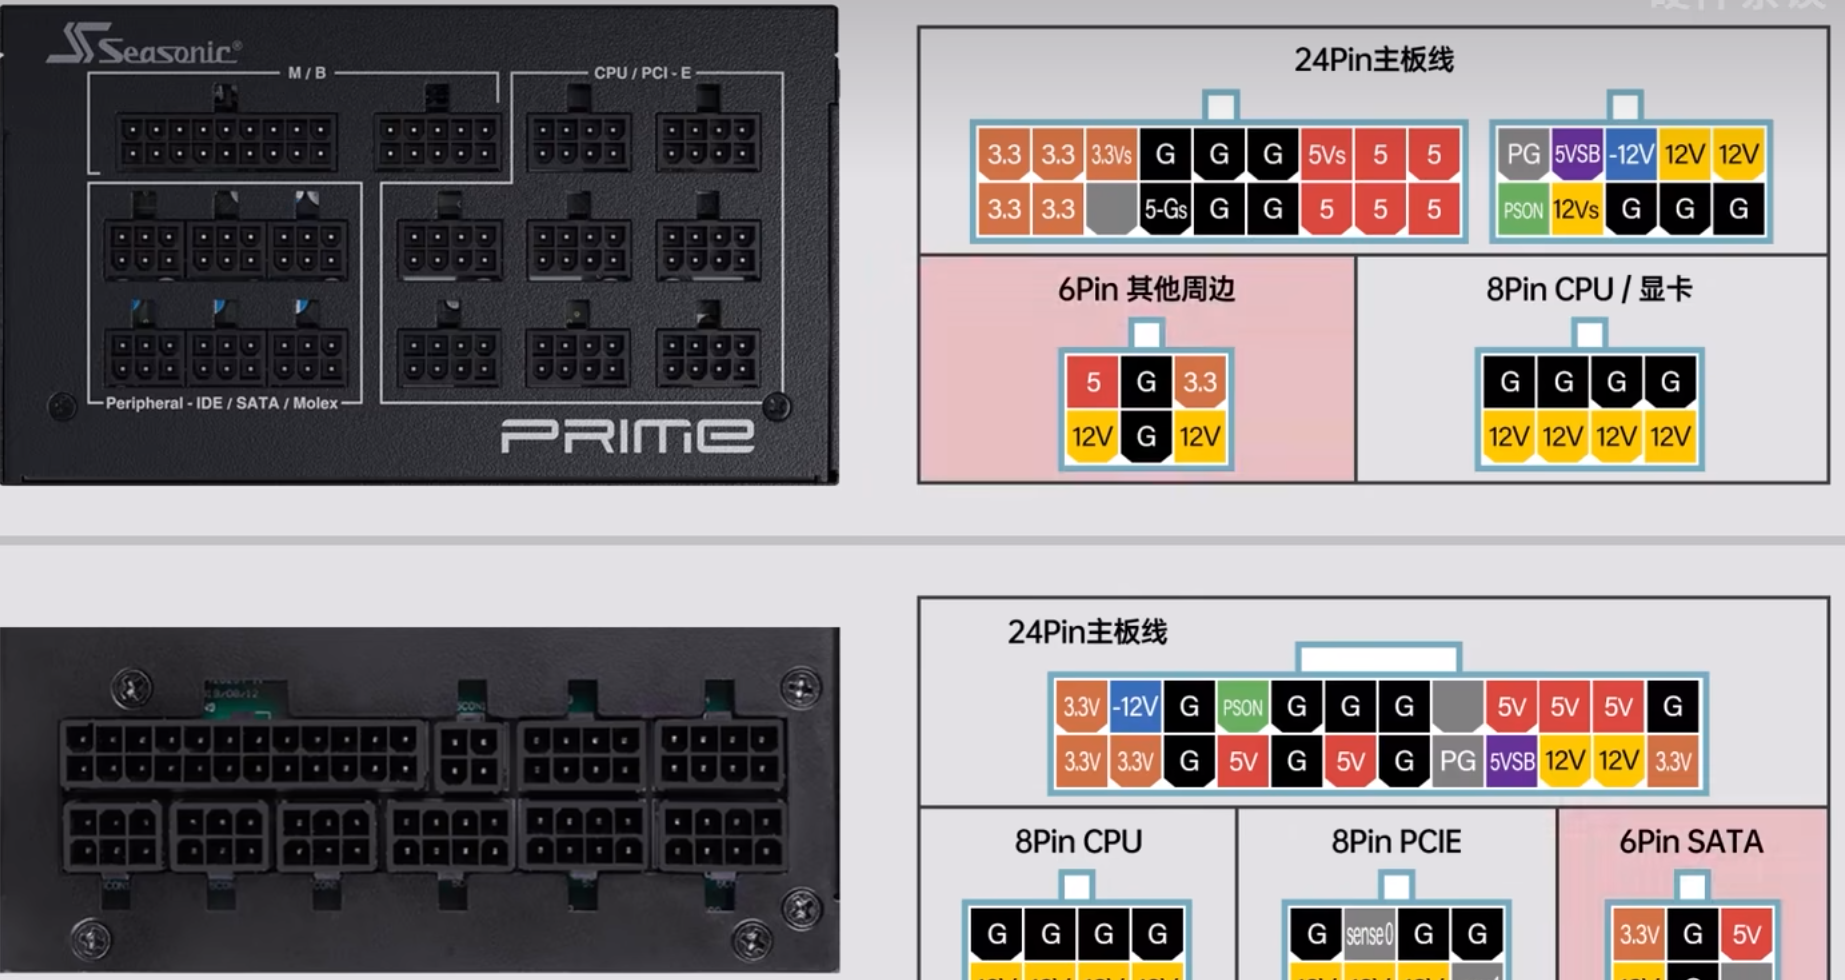 Seasonic®
M / B
CPU / PCI - E
Peripheral - IDE / SATA / Molex
PRIME
24Pin主板线
3.3 3.3 3.3Vs G G G 5Vs 5 5
3.3 3.3 5-Gs G G 5 5 5
PG 5VSB -12V 12V 12V
PSON 12Vs G G G
6Pin 其他周边
5 G 3.3
12V G 12V
8Pin CPU / 显卡
G G G G
12V 12V 12V 12V
24Pin主板线
3.3V -12V G PSON G G G 5V 5V 5V G
3.3V 3.3V G 5V G 5V G PG 5VSB 12V 12V 3.3V
8Pin CPU
G G G G
8Pin PCIE
G sense0 G G
6Pin SATA
3.3V G 5V